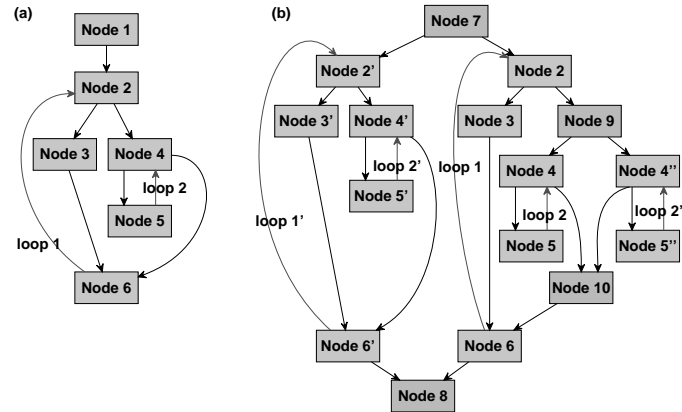 (a)
Node 1
Node 2
Node 3
Node 4
loop 2
Node 5
loop 1
Node 6
(b)
Node 7
Node 2'
Node 2
Node 3'
Node 4'
Node 3
Node 9
loop 2'
loop 1
Node 4
Node 4''
Node 5'
loop 1'
loop 2
loop 2'
Node 5
Node 5''
Node 10
Node 6'
Node 6
Node 8